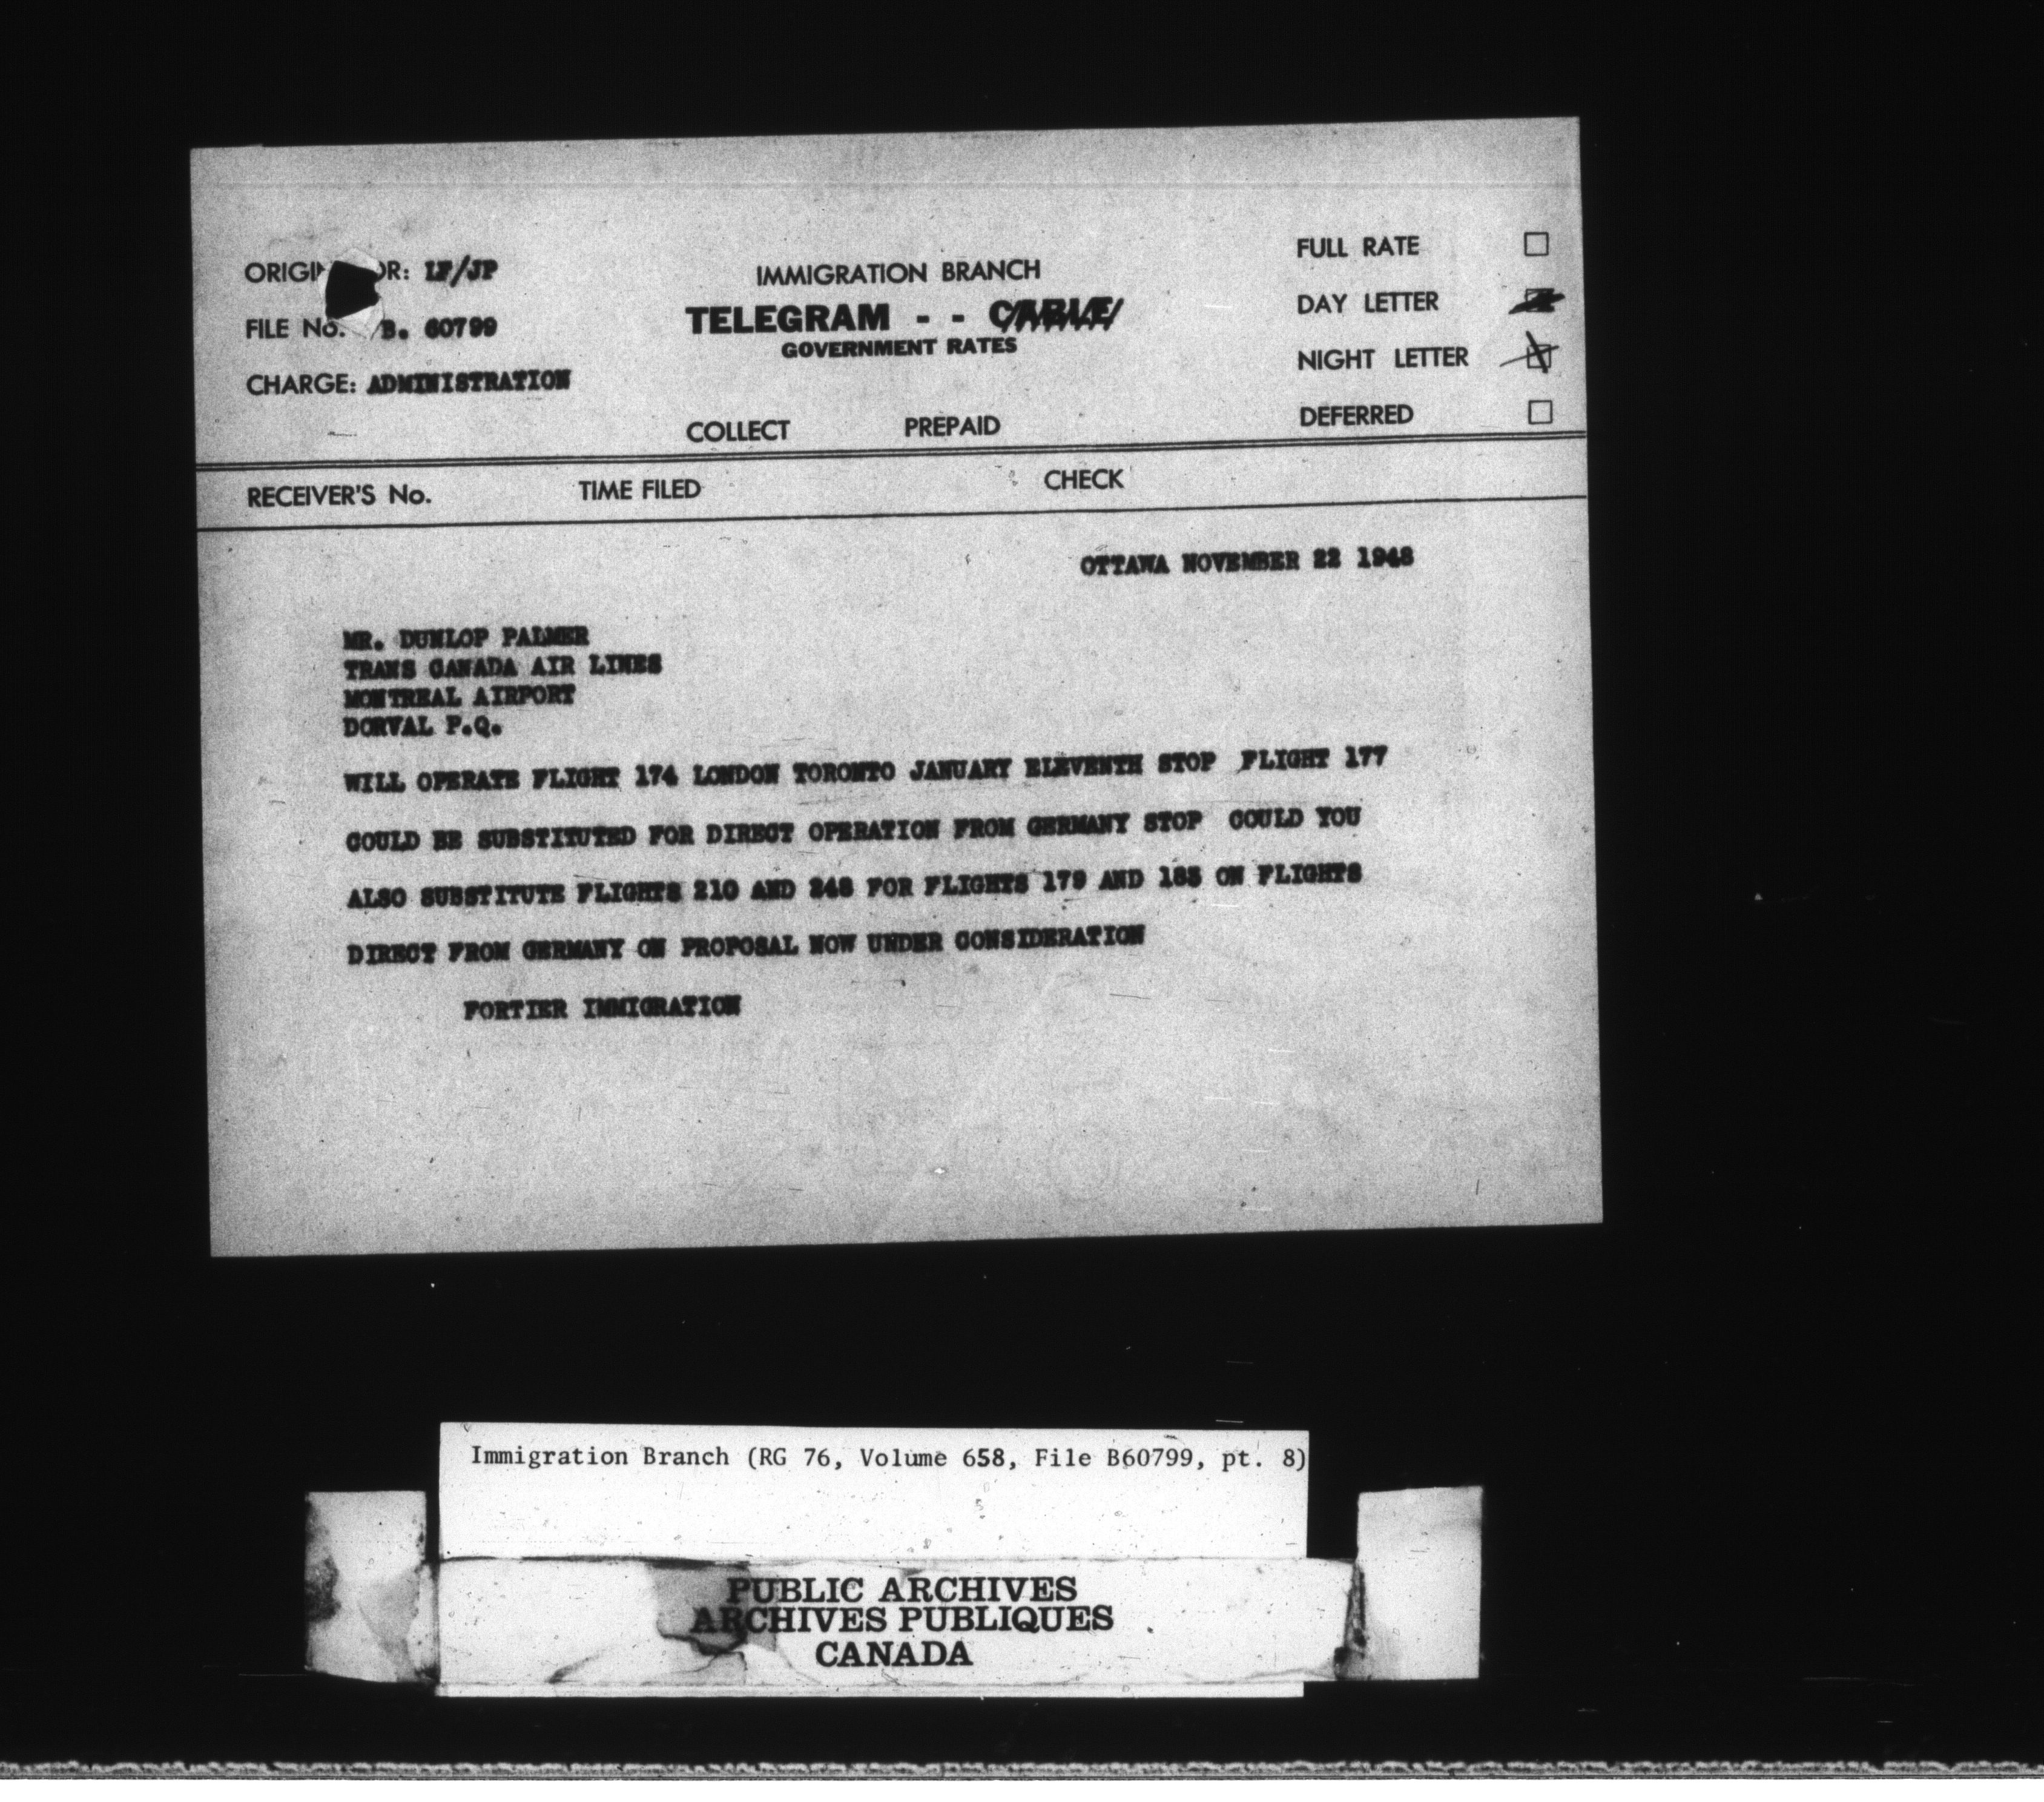 ORIGIN OR: LF/JP
FILE No. B. 60799
CHARGE: ADMINISTRATION
IMMIGRATION BRANCH
TELEGRAM - - CABLE
GOVERNMENT RATES
COLLECT PREPAID
FULL RATE
DAY LETTER
NIGHT LETTER
DEFERRED
RECEIVER'S No. TIME FILED CHECK
OTTAWA NOVEMBER 22 1948
MR. DUNLOP PALMER
TRANS CANADA AIR LINES
MONTREAL AIRPORT
DORVAL P.Q.
WILL OPERATE FLIGHT 174 LONDON TORONTO JANUARY ELEVENTH STOP FLIGHT 177
COULD BE SUBSTITUTED FOR DIRECT OPERATION FROM GERMANY STOP COULD YOU
ALSO SUBSTITUTE FLIGHTS 210 AND 248 FOR FLIGHTS 179 AND 185 ON FLIGHTS
DIRECT FROM GERMANY ON PROPOSAL NOW UNDER CONSIDERATION
FORTIER IMMIGRATION
Immigration Branch (RG 76, Volume 658, File B60799, pt. 8)
PUBLIC ARCHIVES
ARCHIVES PUBLIQUES
CANADA